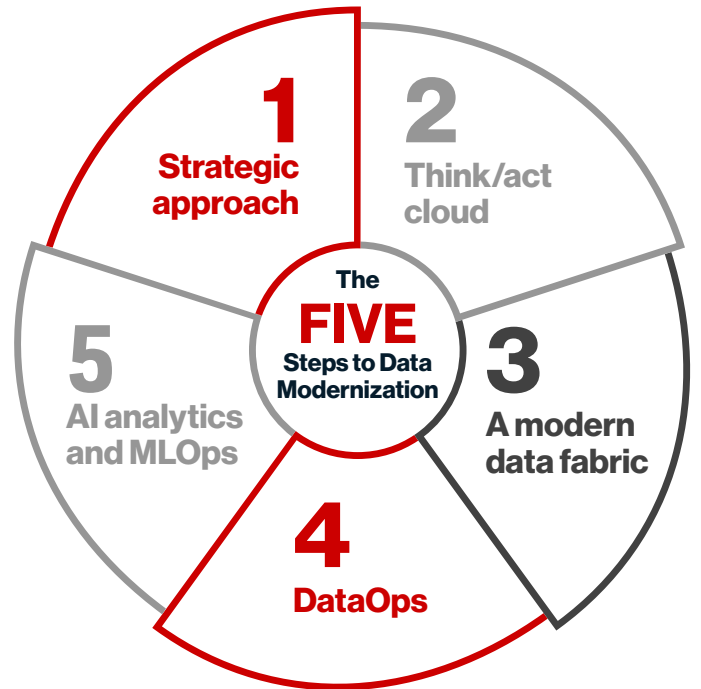 The
FIVE
Steps to Data
Modernization
1
Strategic
approach
2
Think/act
cloud
3
A modern
data fabric
4
DataOps
5
AI analytics
and MLOps